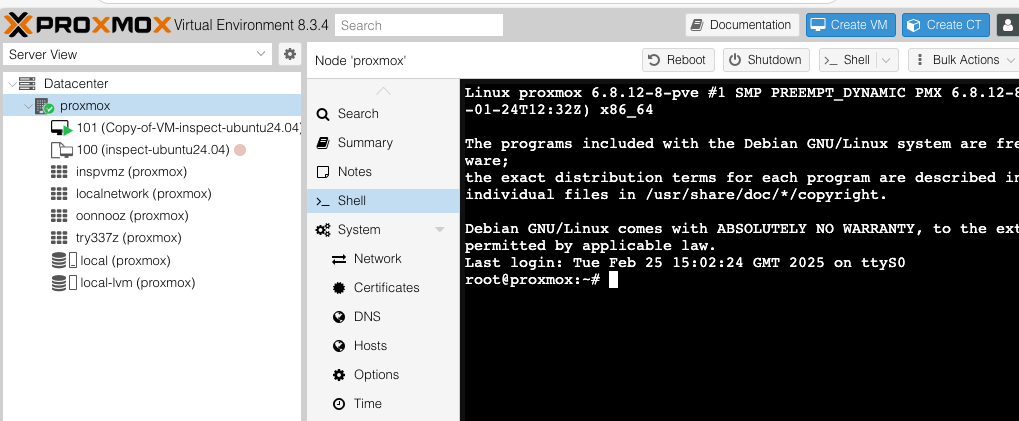 PROXMOX Virtual Environment 8.3.4 Search Documentation Create VM Create CT
Server View
Node 'proxmox' Reboot Shutdown >_ Shell Bulk Actions
Datacenter
proxmox
101 (Copy-of-VM-inspect-ubuntu24.04)
100 (inspect-ubuntu24.04)
inspvmz (proxmox)
localnetwork (proxmox)
oonnooz (proxmox)
try337z (proxmox)
local (proxmox)
local-lvm (proxmox)
Search
Summary
Notes
>_ Shell
System
Network
Certificates
DNS
Hosts
Options
Time
Linux proxmox 6.8.12-8-pve #1 SMP PREEMPT_DYNAMIC PMX 6.8.12-8
-01-24T12:32Z) x86_64
The programs included with the Debian GNU/Linux system are fre
ware;
the exact distribution terms for each program are described in
individual files in /usr/share/doc/*/copyright.
Debian GNU/Linux comes with ABSOLUTELY NO WARRANTY, to the ext
permitted by applicable law.
Last login: Tue Feb 25 15:02:24 GMT 2025 on ttyS0
root@proxmox:~#